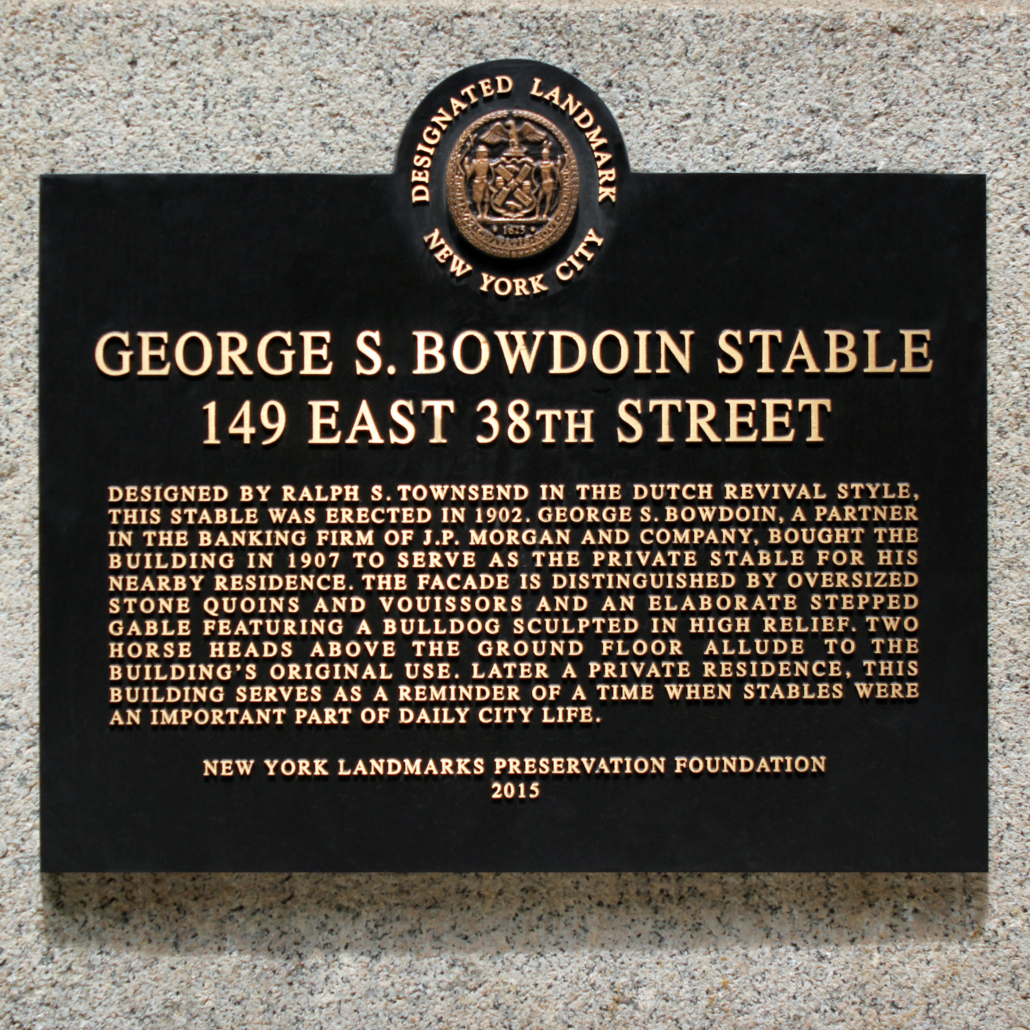 DESIGNATED LANDMARK
1625
NEW YORK CITY
GEORGE S. BOWDOIN STABLE
149 EAST 38TH STREET
DESIGNED BY RALPH S. TOWNSEND IN THE DUTCH REVIVAL STYLE,
THIS STABLE WAS ERECTED IN 1902. GEORGE S. BOWDOIN, A PARTNER
IN THE BANKING FIRM OF J.P. MORGAN AND COMPANY, BOUGHT THE
BUILDING IN 1907 TO SERVE AS THE PRIVATE STABLE FOR HIS
NEARBY RESIDENCE. THE FACADE IS DISTINGUISHED BY OVERSIZED
STONE QUOINS AND VOUISSORS AND AN ELABORATE STEPPED
GABLE FEATURING A BULLDOG SCULPTED IN HIGH RELIEF. TWO
HORSE HEADS ABOVE THE GROUND FLOOR ALLUDE TO THE
BUILDING'S ORIGINAL USE. LATER A PRIVATE RESIDENCE, THIS
BUILDING SERVES AS A REMINDER OF A TIME WHEN STABLES WERE
AN IMPORTANT PART OF DAILY CITY LIFE.
NEW YORK LANDMARKS PRESERVATION FOUNDATION
2015